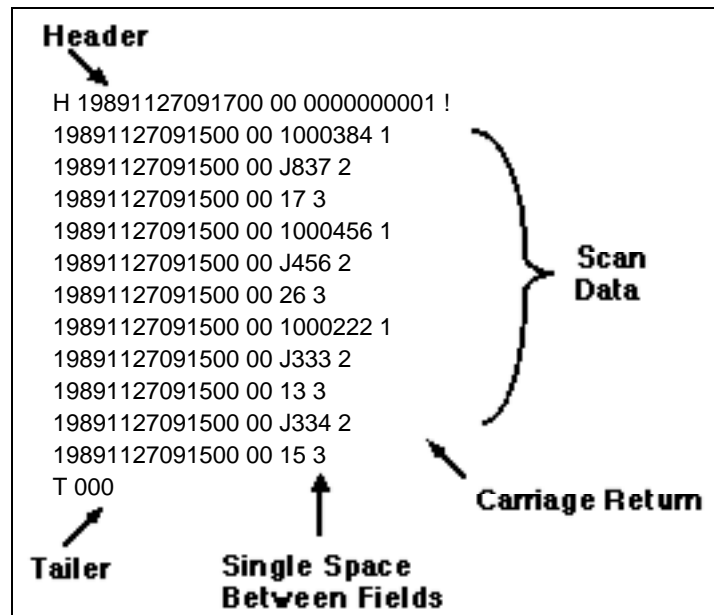 Header
H 19891127091700 00 0000000001 !
19891127091500 00 1000384 1
19891127091500 00 J837 2
19891127091500 00 17 3
19891127091500 00 1000456 1
19891127091500 00 J456 2
19891127091500 00 26 3
19891127091500 00 1000222 1
19891127091500 00 J333 2
19891127091500 00 13 3
19891127091500 00 J334 2
19891127091500 00 15 3
T 000
Scan
Data
Carriage Return
Tailer
Single Space
Between Fields